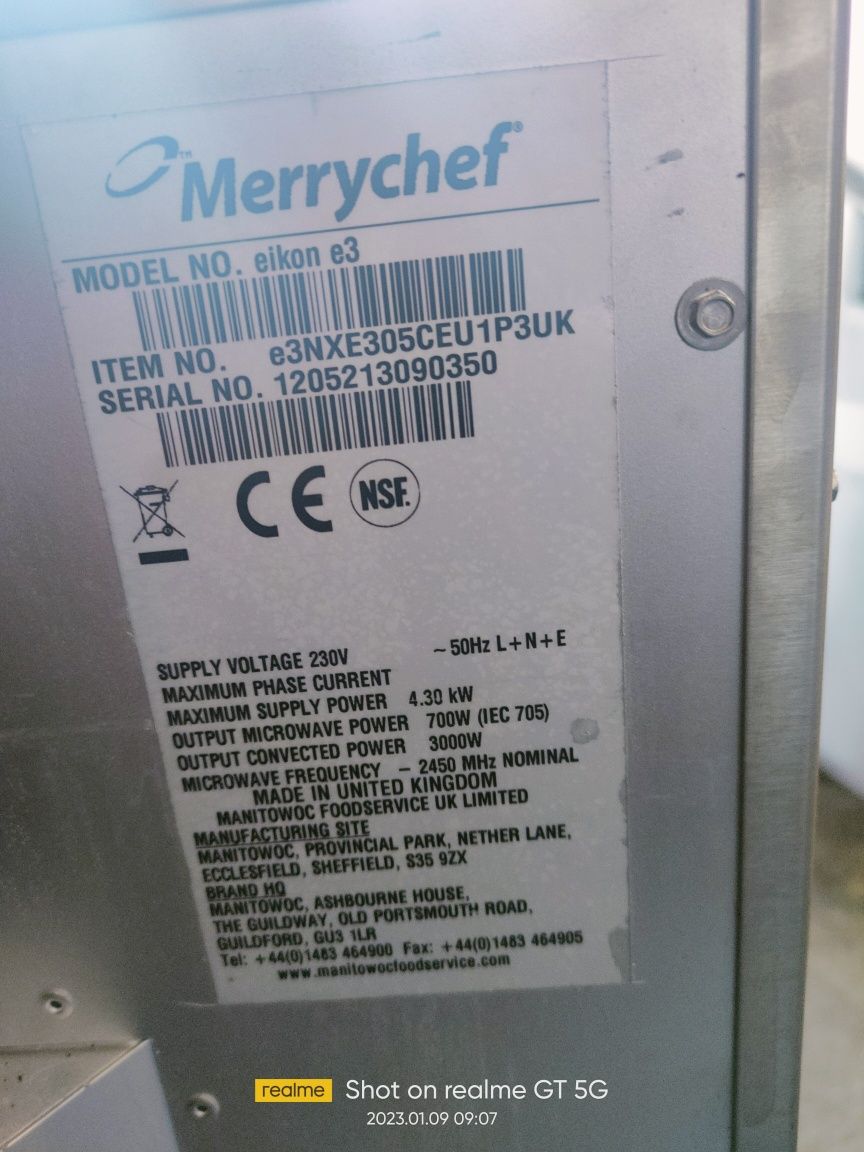 Merrychef®
MODEL NO. eikon e3
ITEM NO. e3NXE305CEU1P3UK
SERIAL NO. 1205213090350
CE NSF.
SUPPLY VOLTAGE 230V ~ 50Hz L+N+E
MAXIMUM PHASE CURRENT
MAXIMUM SUPPLY POWER 4.30 kW
OUTPUT MICROWAVE POWER 700W (IEC 705)
OUTPUT CONVECTED POWER 3000W
MICROWAVE FREQUENCY – 2450 MHz NOMINAL
MADE IN UNITED KINGDOM
MANITOWOC FOODSERVICE UK LIMITED
MANUFACTURING SITE
MANITOWOC, PROVINCIAL PARK, NETHER LANE,
ECCLESFIELD, SHEFFIELD, S35 9ZX
BRAND HQ
MANITOWOC, ASHBOURNE HOUSE,
THE GUILDWAY, OLD PORTSMOUTH ROAD,
GUILDFORD, GU3 1LR
Tel: +44(0)1483 464900 Fax: +44(0)1483 464905
www.manitowocfoodservice.com
realme Shot on realme GT 5G
2023.01.09 09:07